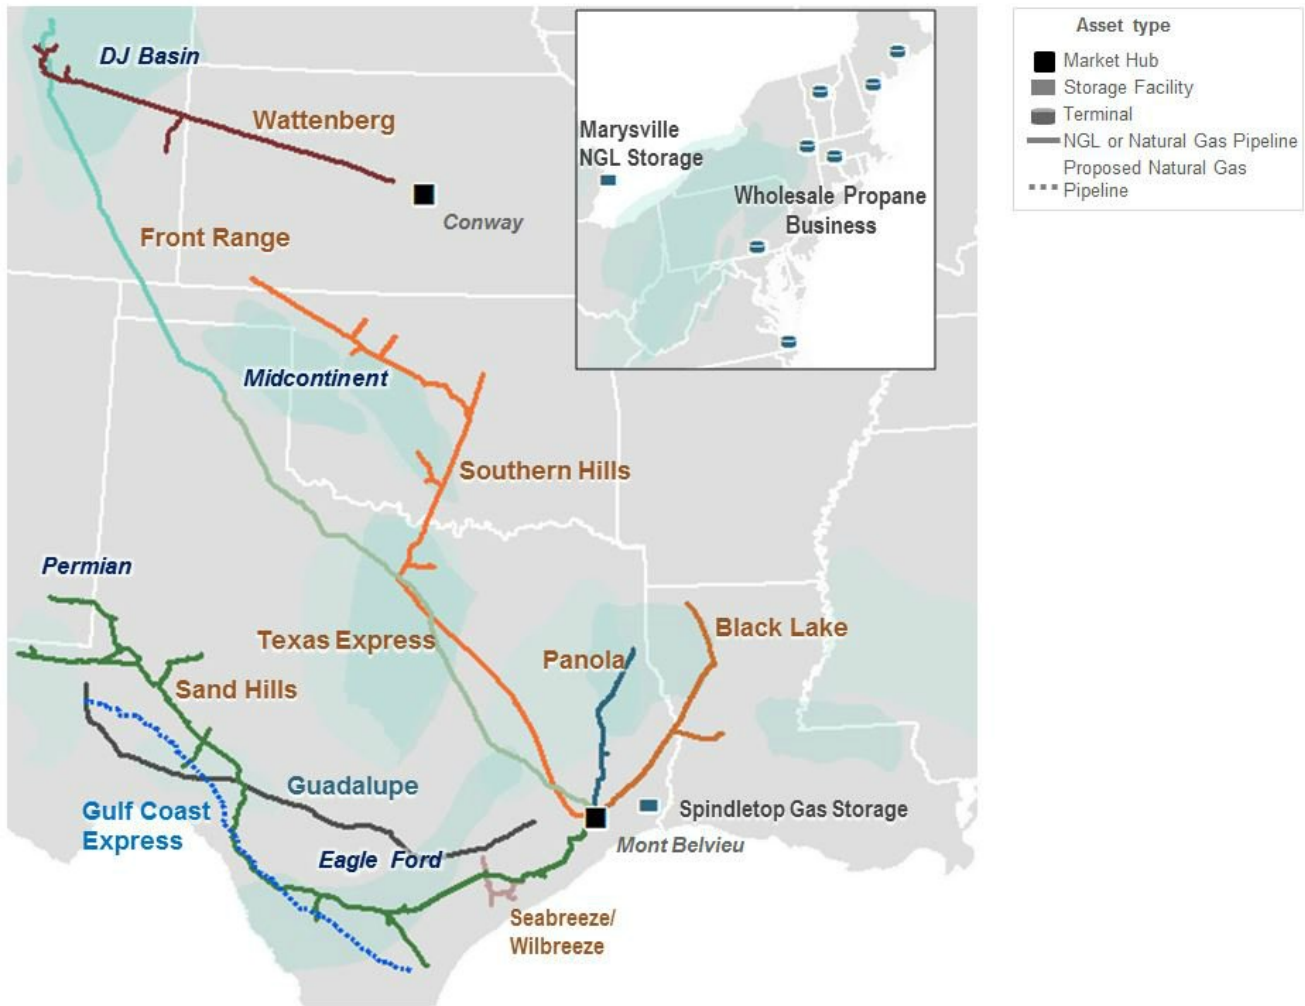 DJ Basin
Wattenberg
Conway
Front Range
Midcontinent
Southern Hills
Permian
Texas Express
Panola
Black Lake
Sand Hills
Guadalupe
Gulf Coast
Express
Eagle Ford
Spindletop Gas Storage
Mont Belvieu
Seabreeze/
Wilbreeze
Marysville
NGL Storage
Wholesale Propane
Business
Asset type
Market Hub
Storage Facility
Terminal
NGL or Natural Gas Pipeline
Proposed Natural Gas
Pipeline